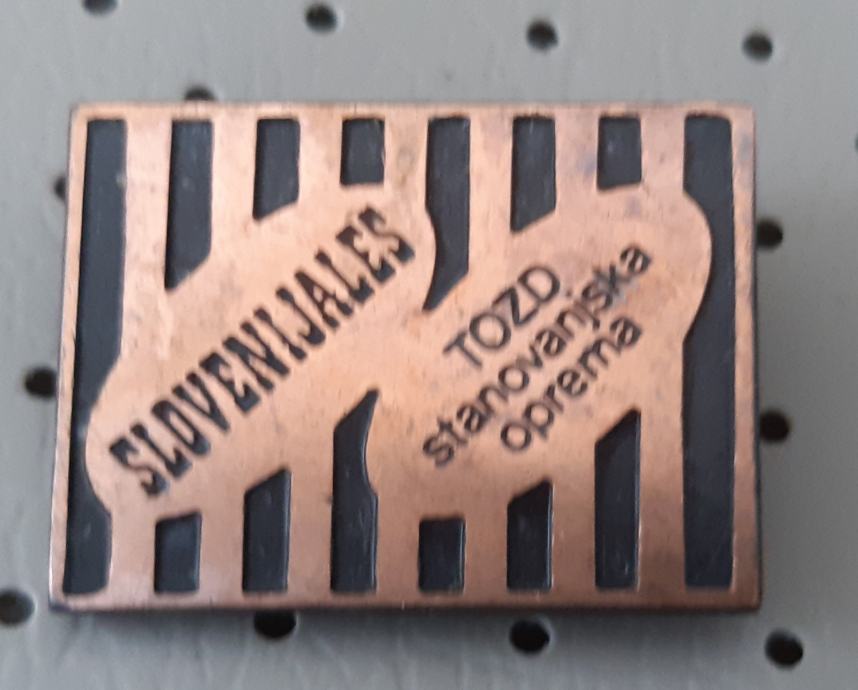 SLOVENIJALES
TOZD
stanovanjska
oprema